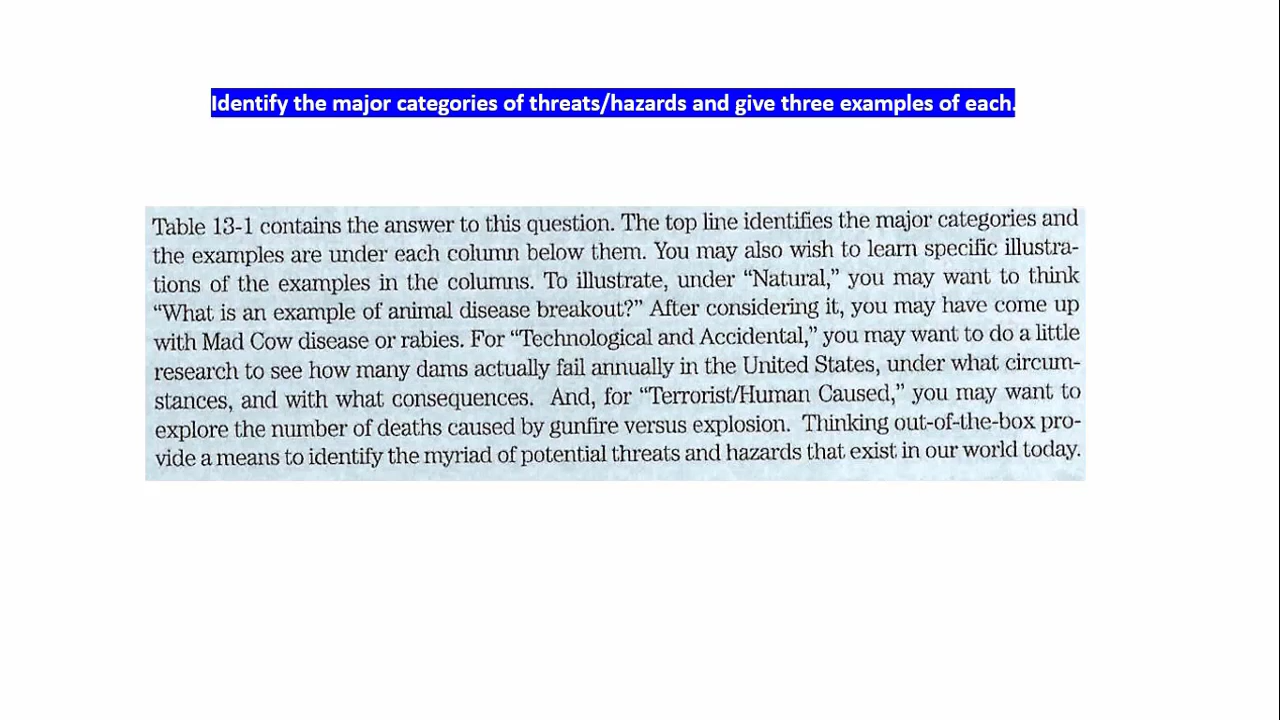 Identify the major categories of threats/hazards and give three examples of each.
Table 13-1 contains the answer to this question. The top line identifies the major categories and
the examples are under each column below them. You may also wish to learn specific illustra-
tions of the examples in the columns. To illustrate, under “Natural,” you may want to think
“What is an example of animal disease breakout?” After considering it, you may have come up
with Mad Cow disease or rabies. For “Technological and Accidental,” you may want to do a little
research to see how many dams actually fail annually in the United States, under what circum-
stances, and with what consequences. And, for “Terrorist/Human Caused,” you may want to
explore the number of deaths caused by gunfire versus explosion. Thinking out-of-the-box pro-
vide a means to identify the myriad of potential threats and hazards that exist in our world today.